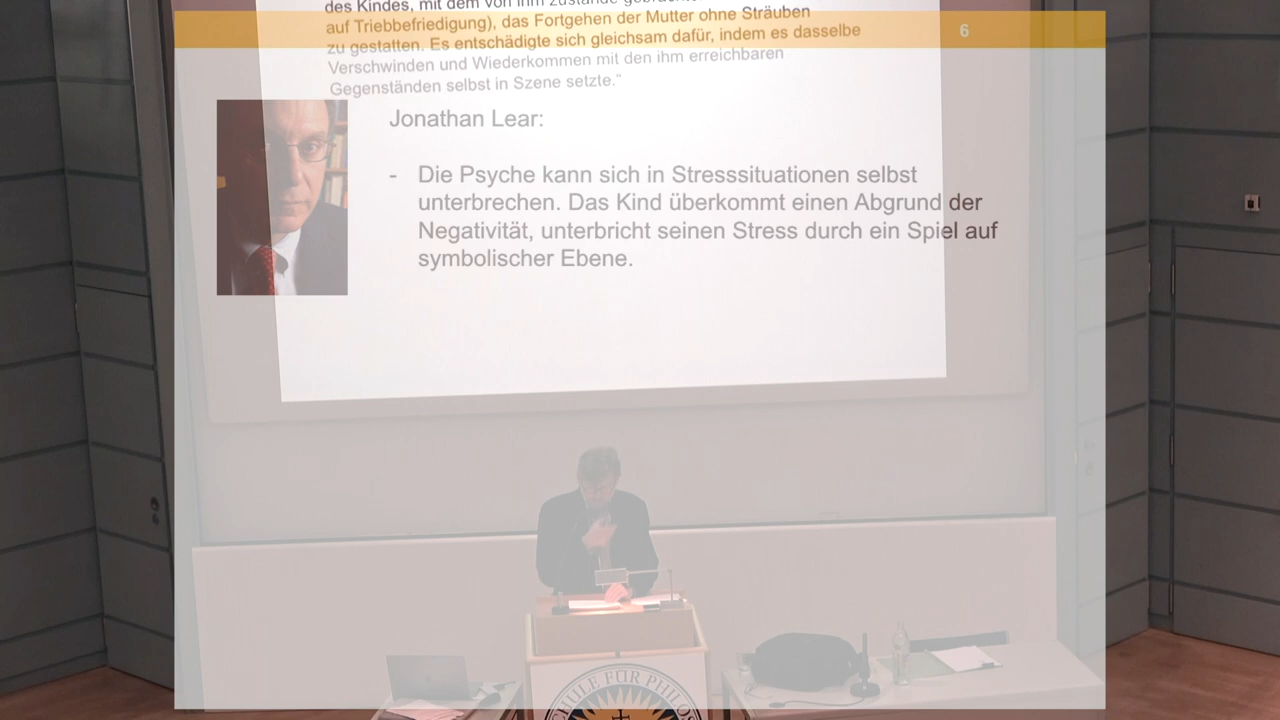 des Kindes, mit dem von ihm zustande
auf Triebbefriedigung), das Fortgehen der Mutter ohne Sträuben
6
zu gestatten. Es entschädigte sich gleichsam dafür, indem es dasselbe
Verschwinden und Wiederkommen mit den ihm erreichbaren
Gegenständen selbst in Szene setzte."
Jonathan Lear:
- Die Psyche kann sich in Stresssituationen selbst
unterbrechen. Das Kind überkommt einen Abgrund der
Negativität, unterbricht seinen Stress durch ein Spiel auf
symbolischer Ebene.
FÜR